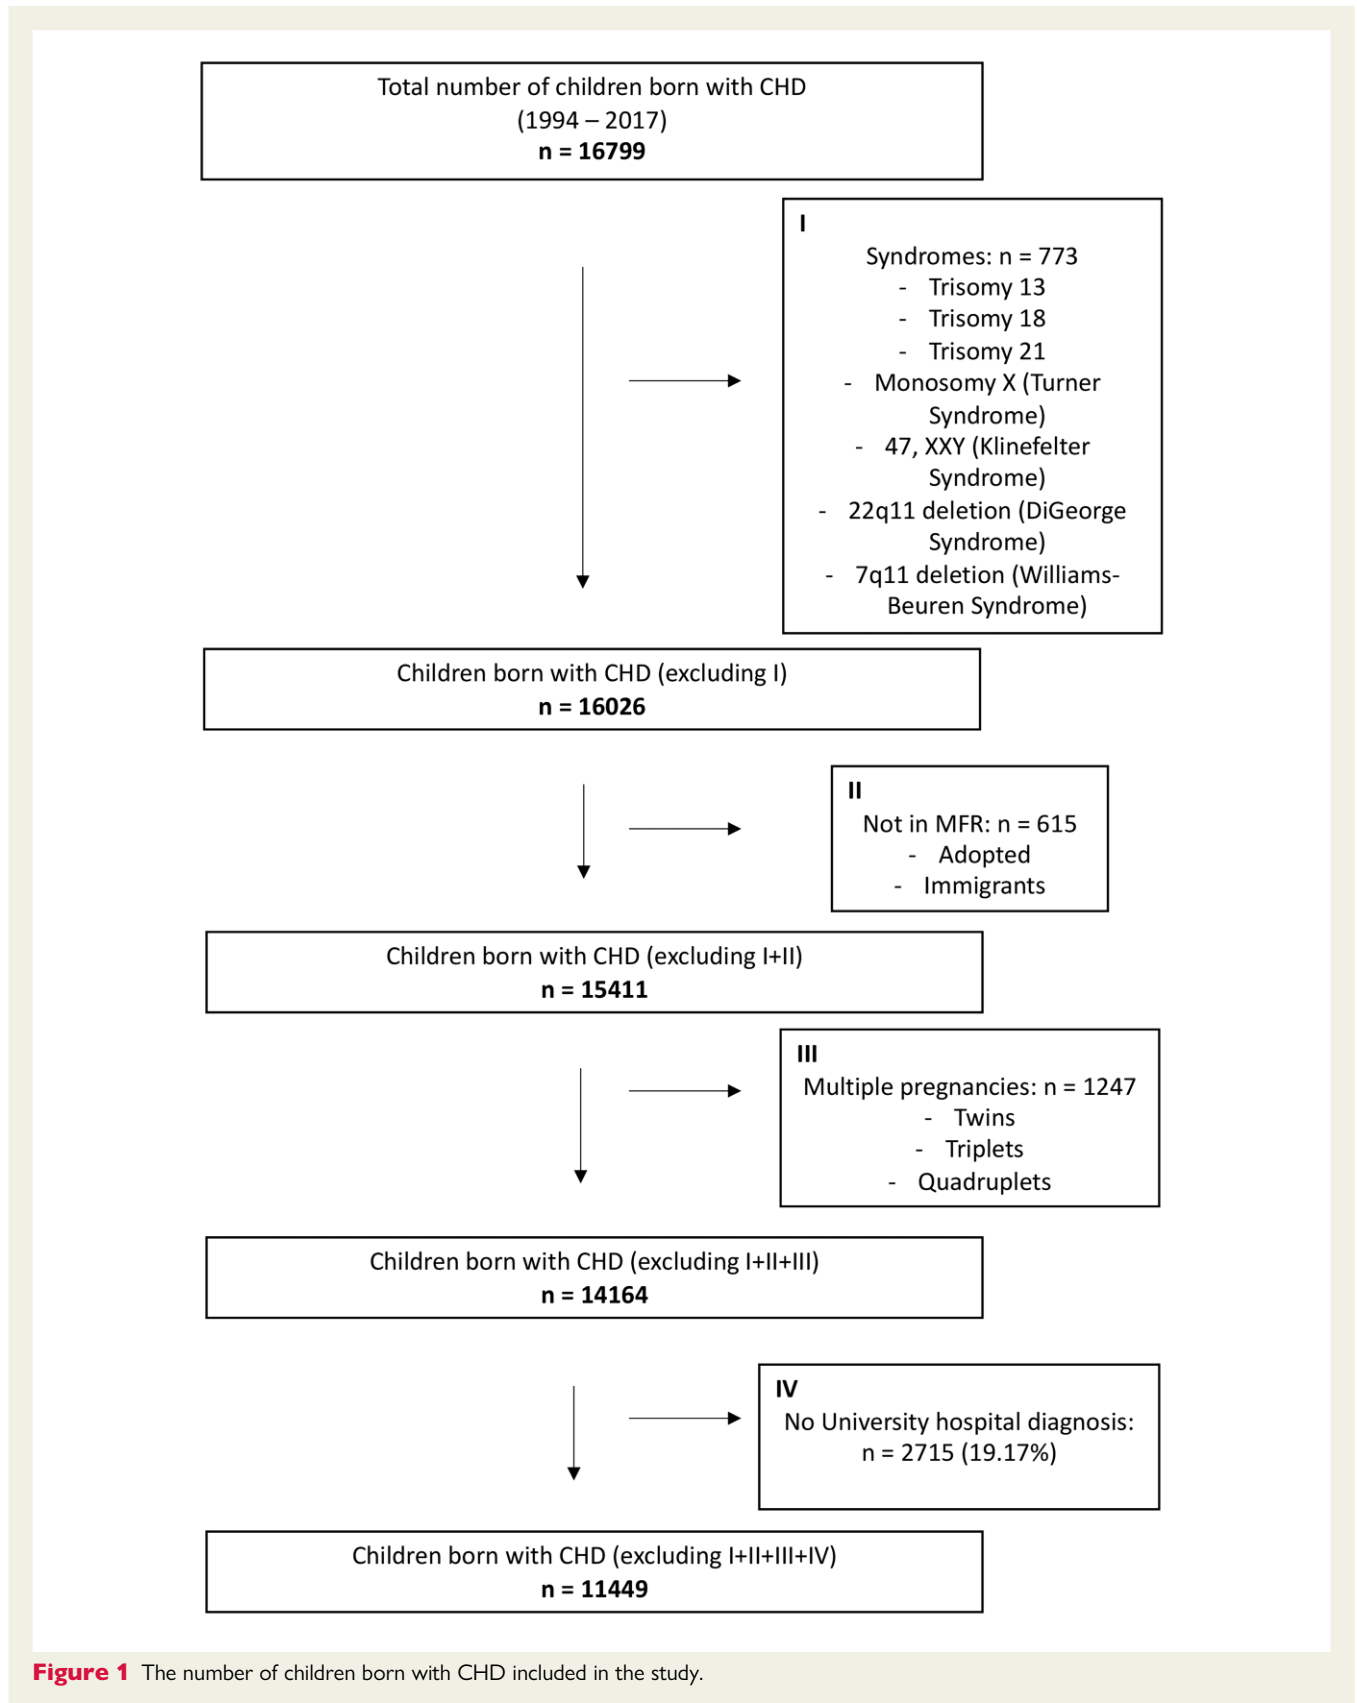 Total number of children born with CHD
(1994 – 2017)
n = 16799
I
Syndromes: n = 773
- Trisomy 13
- Trisomy 18
- Trisomy 21
- Monosomy X (Turner
Syndrome)
- 47, XXY (Klinefelter
Syndrome)
- 22q11 deletion (DiGeorge
Syndrome)
- 7q11 deletion (Williams-
Beuren Syndrome)
Children born with CHD (excluding I)
n = 16026
II
Not in MFR: n = 615
- Adopted
- Immigrants
Children born with CHD (excluding I+II)
n = 15411
III
Multiple pregnancies: n = 1247
- Twins
- Triplets
- Quadruplets
Children born with CHD (excluding I+II+III)
n = 14164
IV
No University hospital diagnosis:
n = 2715 (19.17%)
Children born with CHD (excluding I+II+III+IV)
n = 11449
Figure 1 The number of children born with CHD included in the study.